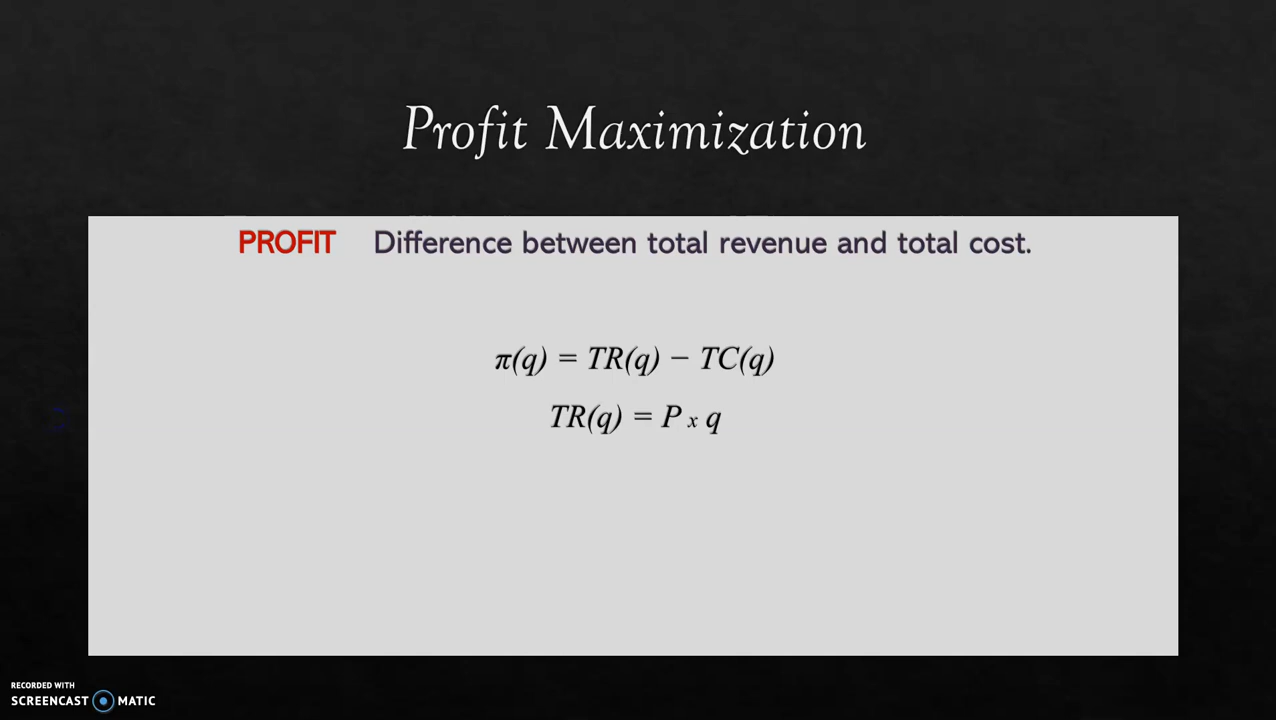 Profit Maximization
PROFIT Difference between total revenue and total cost.
π(q) = TR(q) − TC(q)
TR(q) = P x q
RECORDED WITH
SCREENCAST MATIC